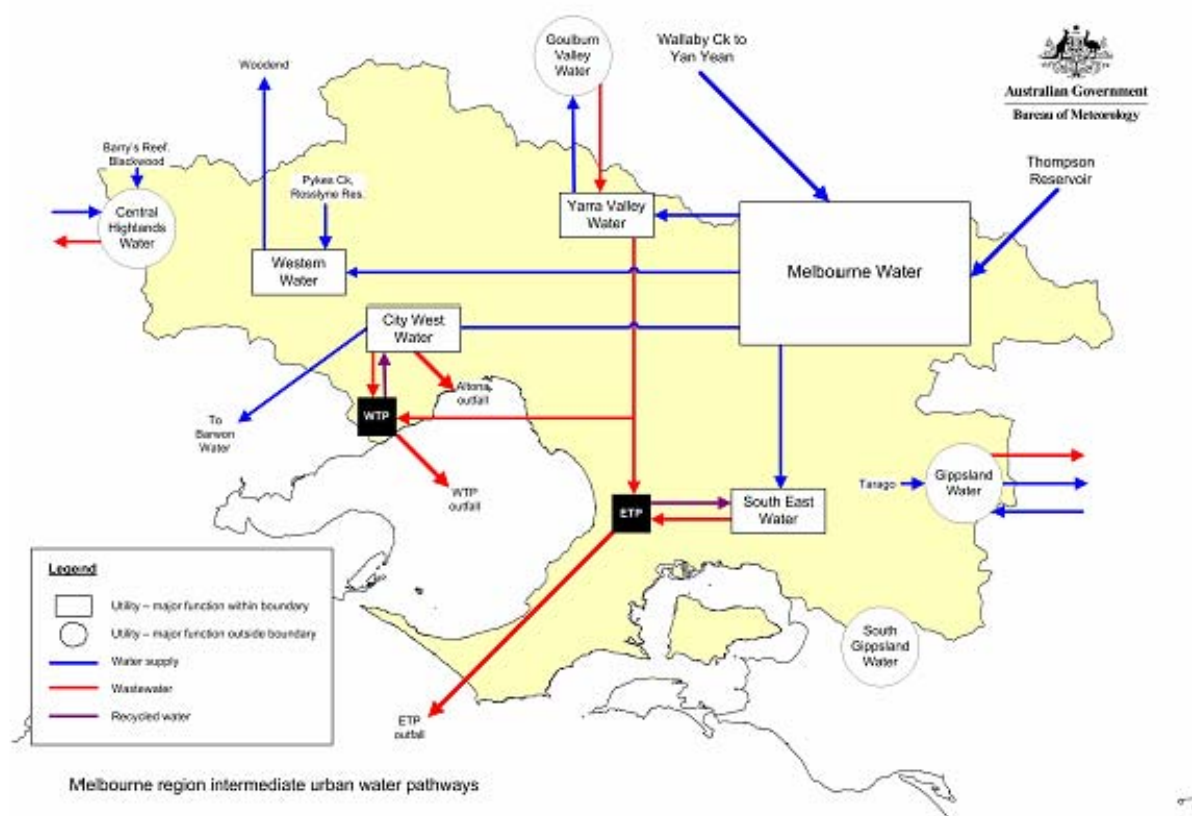 Goulburn
Valley
Water
Wallaby Ck to
Yan Yean
Australian Government
Bureau of Meteorology
Woodend
Barry's Reef,
Blackwood
Pykes Ck,
Rosslyne Res.
Thompson
Reservoir
Central
Highlands
Water
Yarra Valley
Water
Western
Water
Melbourne Water
City West
Water
Altona
outfall
WTP
To
Barwon
Water
WTP
outfall
Tarago
Gippsland
Water
ETP
South East
Water
South
Gippsland
Water
ETP
outfall
Legend
Utility – major function within boundary
Utility – major function outside boundary
Water supply
Wastewater
Recycled water
Melbourne region intermediate urban water pathways